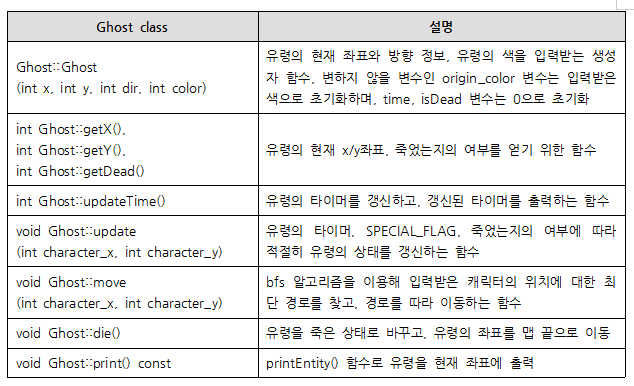 Ghost class
설명
Ghost::Ghost
(int x, int y, int dir, int color)
유령의 현재 좌표와 방향 정보, 유령의 색을 입력받는 생성
자 함수, 변하지 않을 변수인 origin_color 변수는 입력받은
색으로 초기화하며, time, isDead 변수는 0으로 초기화
int Ghost::getX(),
int Ghost::getY(),
int Ghost::getDead()
유령의 현재 x/y좌표, 죽었는지의 여부를 얻기 위한 함수
int Ghost::updateTime()
유령의 타이머를 갱신하고, 갱신된 타이머를 출력하는 함수
void Ghost::update
(int character_x, int character_y)
유령의 타이머, SPECIAL_FLAG, 죽었는지의 여부에 따라
적절히 유령의 상태를 갱신하는 함수
void Ghost::move
(int character_x, int character_y)
bfs 알고리즘을 이용해 입력받은 캐릭터의 위치에 대한 최
단 경로를 찾고, 경로를 따라 이동하는 함수
void Ghost::die()
유령을 죽은 상태로 바꾸고, 유령의 좌표를 맵 끝으로 이동
void Ghost::print() const
printEntity() 함수로 유령을 현재 좌표에 출력